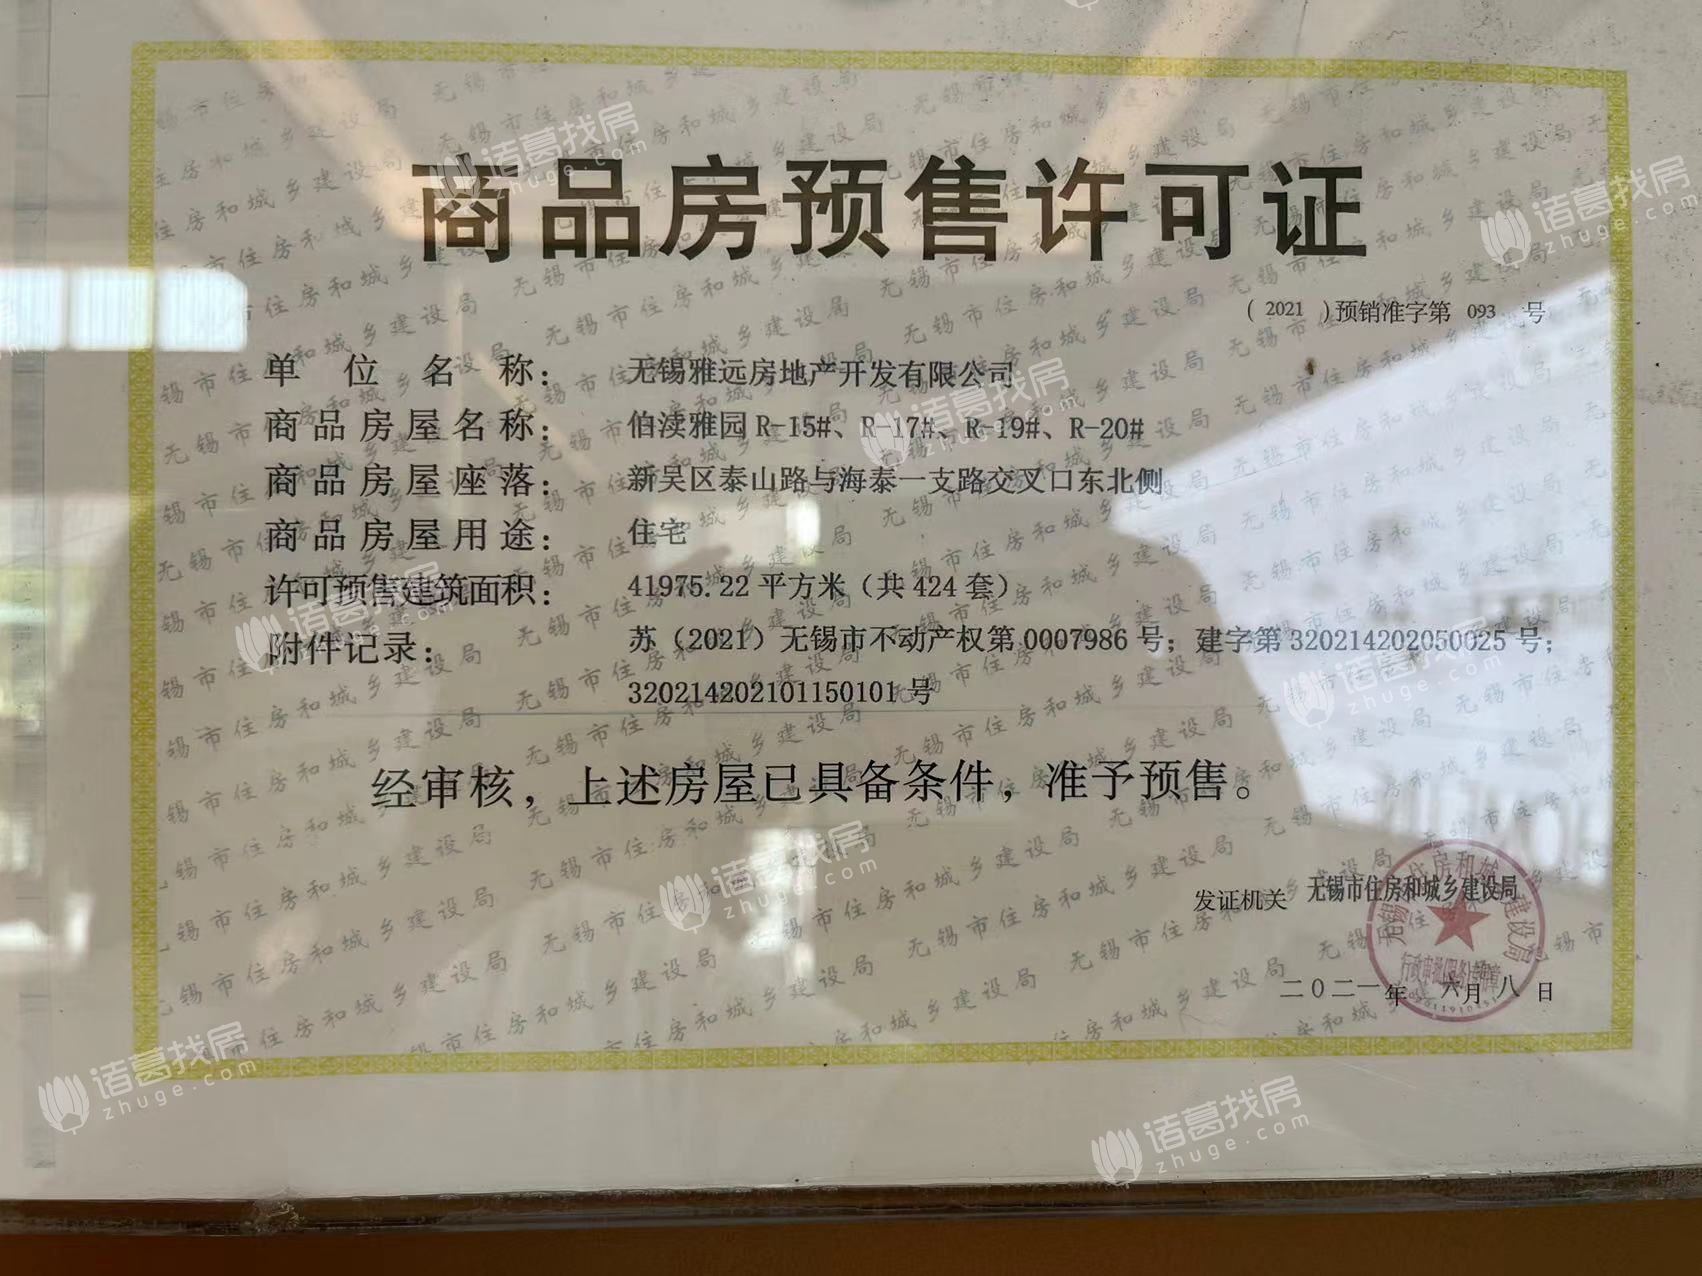 商品房预售许可证
(2021)预销准字第 093 号
单位名称： 无锡雅远房地产开发有限公司
商品房屋名称： 伯渎雅园 R-15#、R-17#、R-19#、R-20#
商品房屋座落： 新吴区泰山路与海泰一支路交叉口东北侧
商品房屋用途： 住宅
许可预售建筑面积： 41975.22 平方米（共 424 套）
附件记录： 苏（2021）无锡市不动产权第 0007986 号；建字第 320214202050025 号；
320214202101150101 号
经审核，上述房屋已具备条件，准予预售。
发证机关 无锡市住房和城乡建设局
二〇二一年 六月 八 日
诸葛找房
zhuge.com